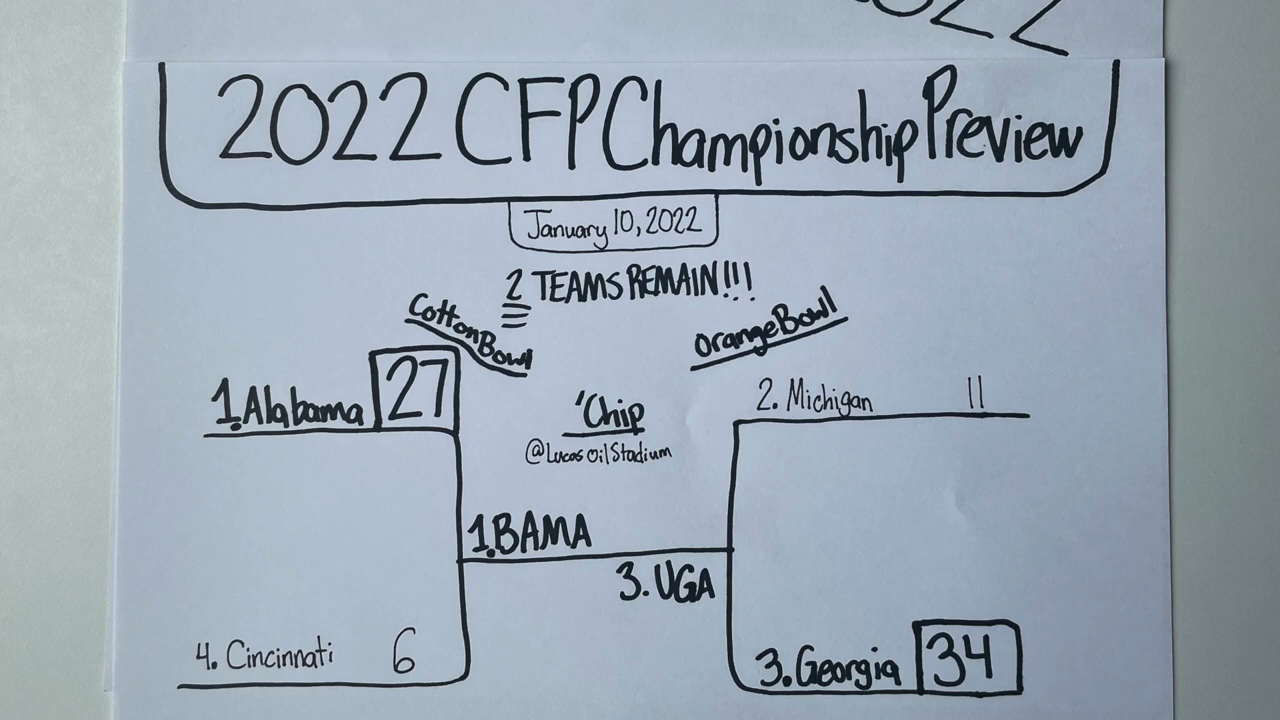 2022
2022 CFP Championship Preview
January 10, 2022
2 TEAMS REMAIN!!!
Cotton Bowl
Orange Bowl
1. Alabama 27
'Chip
@Lucas Oil Stadium
2. Michigan 11
1. BAMA
3. UGA
4. Cincinnati 6
3. Georgia 34